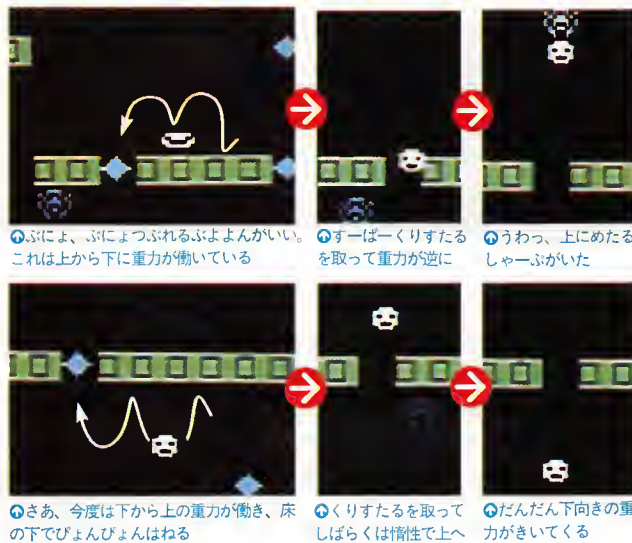 ぶにょ、ぶにょつぶれるぶよよんがいい。
これは上から下に重力が働いている
すーぱーくりすたる
を取って重力が逆に
うわっ、上にめたる
しゃーぷがいた
さあ、今度は下から上の重力が働き、床
の下でぴょんぴょんはねる
くりすたるを取って
しばらくは惰性で上へ
だんだん下向きの重
力がきいてくる